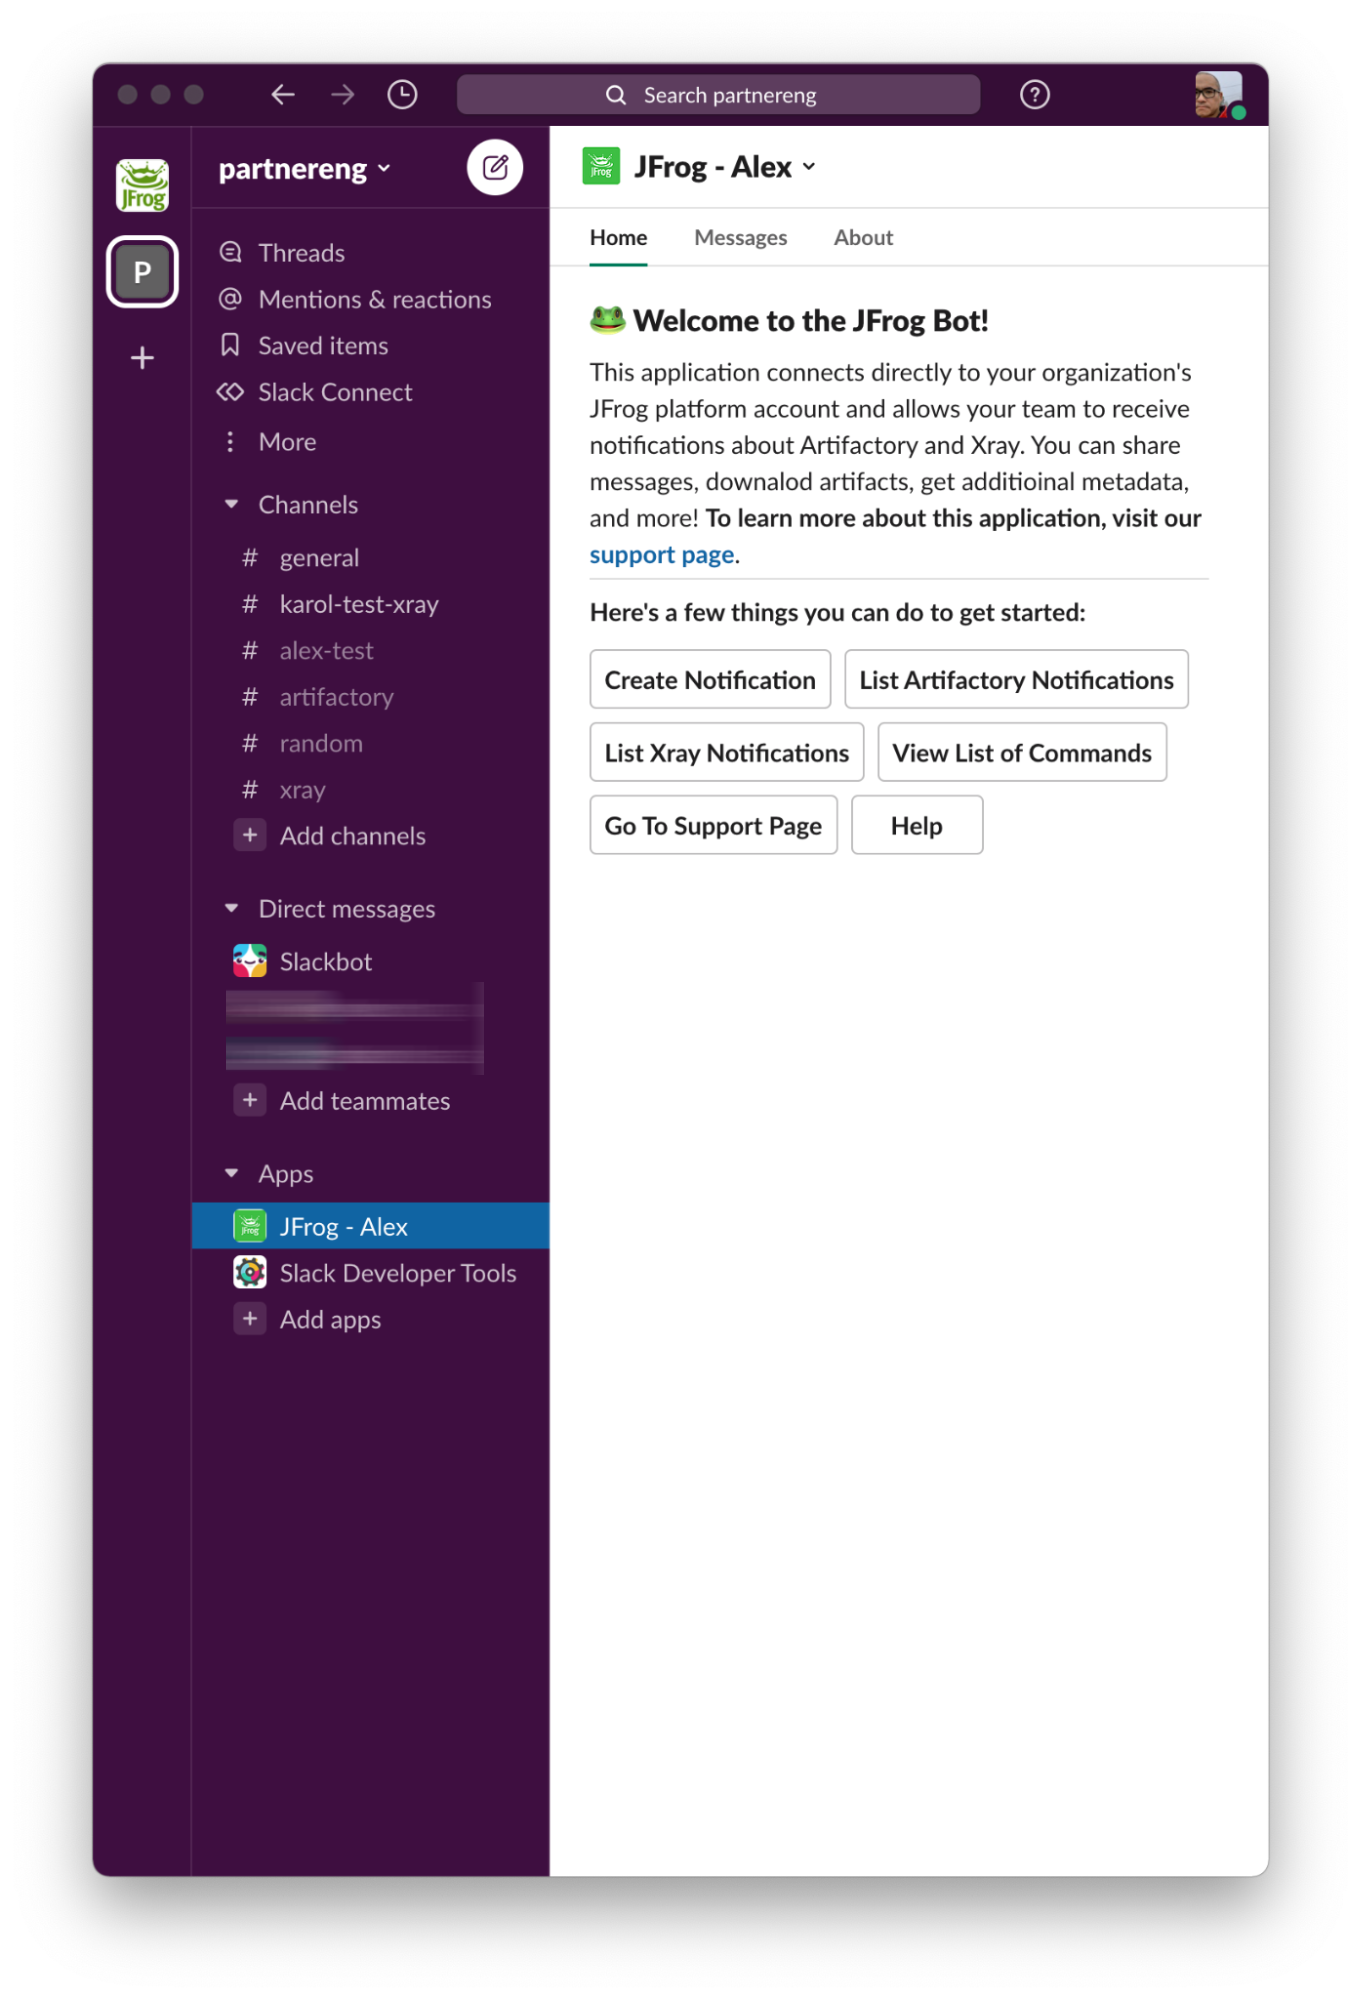 Search partnereng
JFrog
P
partnereng
Threads
Mentions & reactions
Saved items
Slack Connect
More
Channels
# general
# karol-test-xray
# alex-test
# artifactory
# random
# xray
+ Add channels
Direct messages
Slackbot
+ Add teammates
Apps
JFrog
JFrog - Alex
Slack Developer Tools
+ Add apps
JFrog
JFrog - Alex
Home Messages About
Welcome to the JFrog Bot!
This application connects directly to your organization's
JFrog platform account and allows your team to receive
notifications about Artifactory and Xray. You can share
messages, downalod artifacts, get additioinal metadata,
and more! To learn more about this application, visit our
support page.
Here's a few things you can do to get started:
Create Notification List Artifactory Notifications
List Xray Notifications View List of Commands
Go To Support Page Help